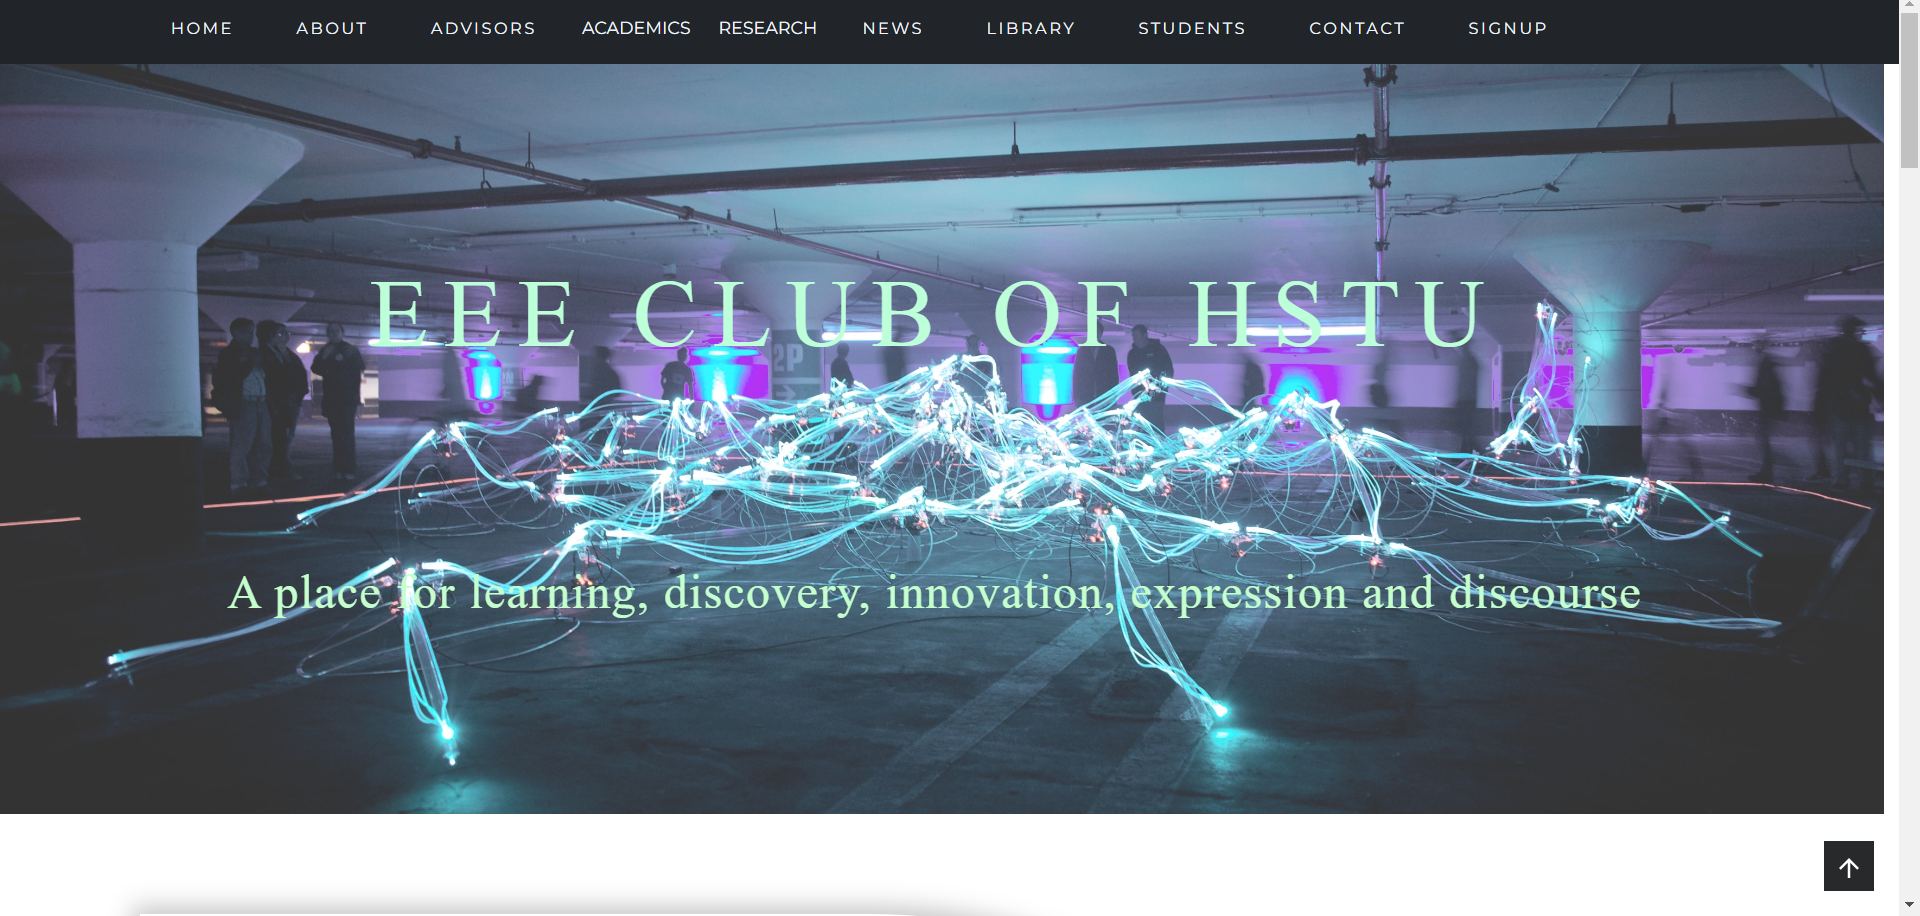 HOME ABOUT ADVISORS ACADEMICS RESEARCH NEWS LIBRARY STUDENTS CONTACT SIGNUP
EEE CLUB OF HSTU
2P
A place for learning, discovery, innovation, expression and discourse